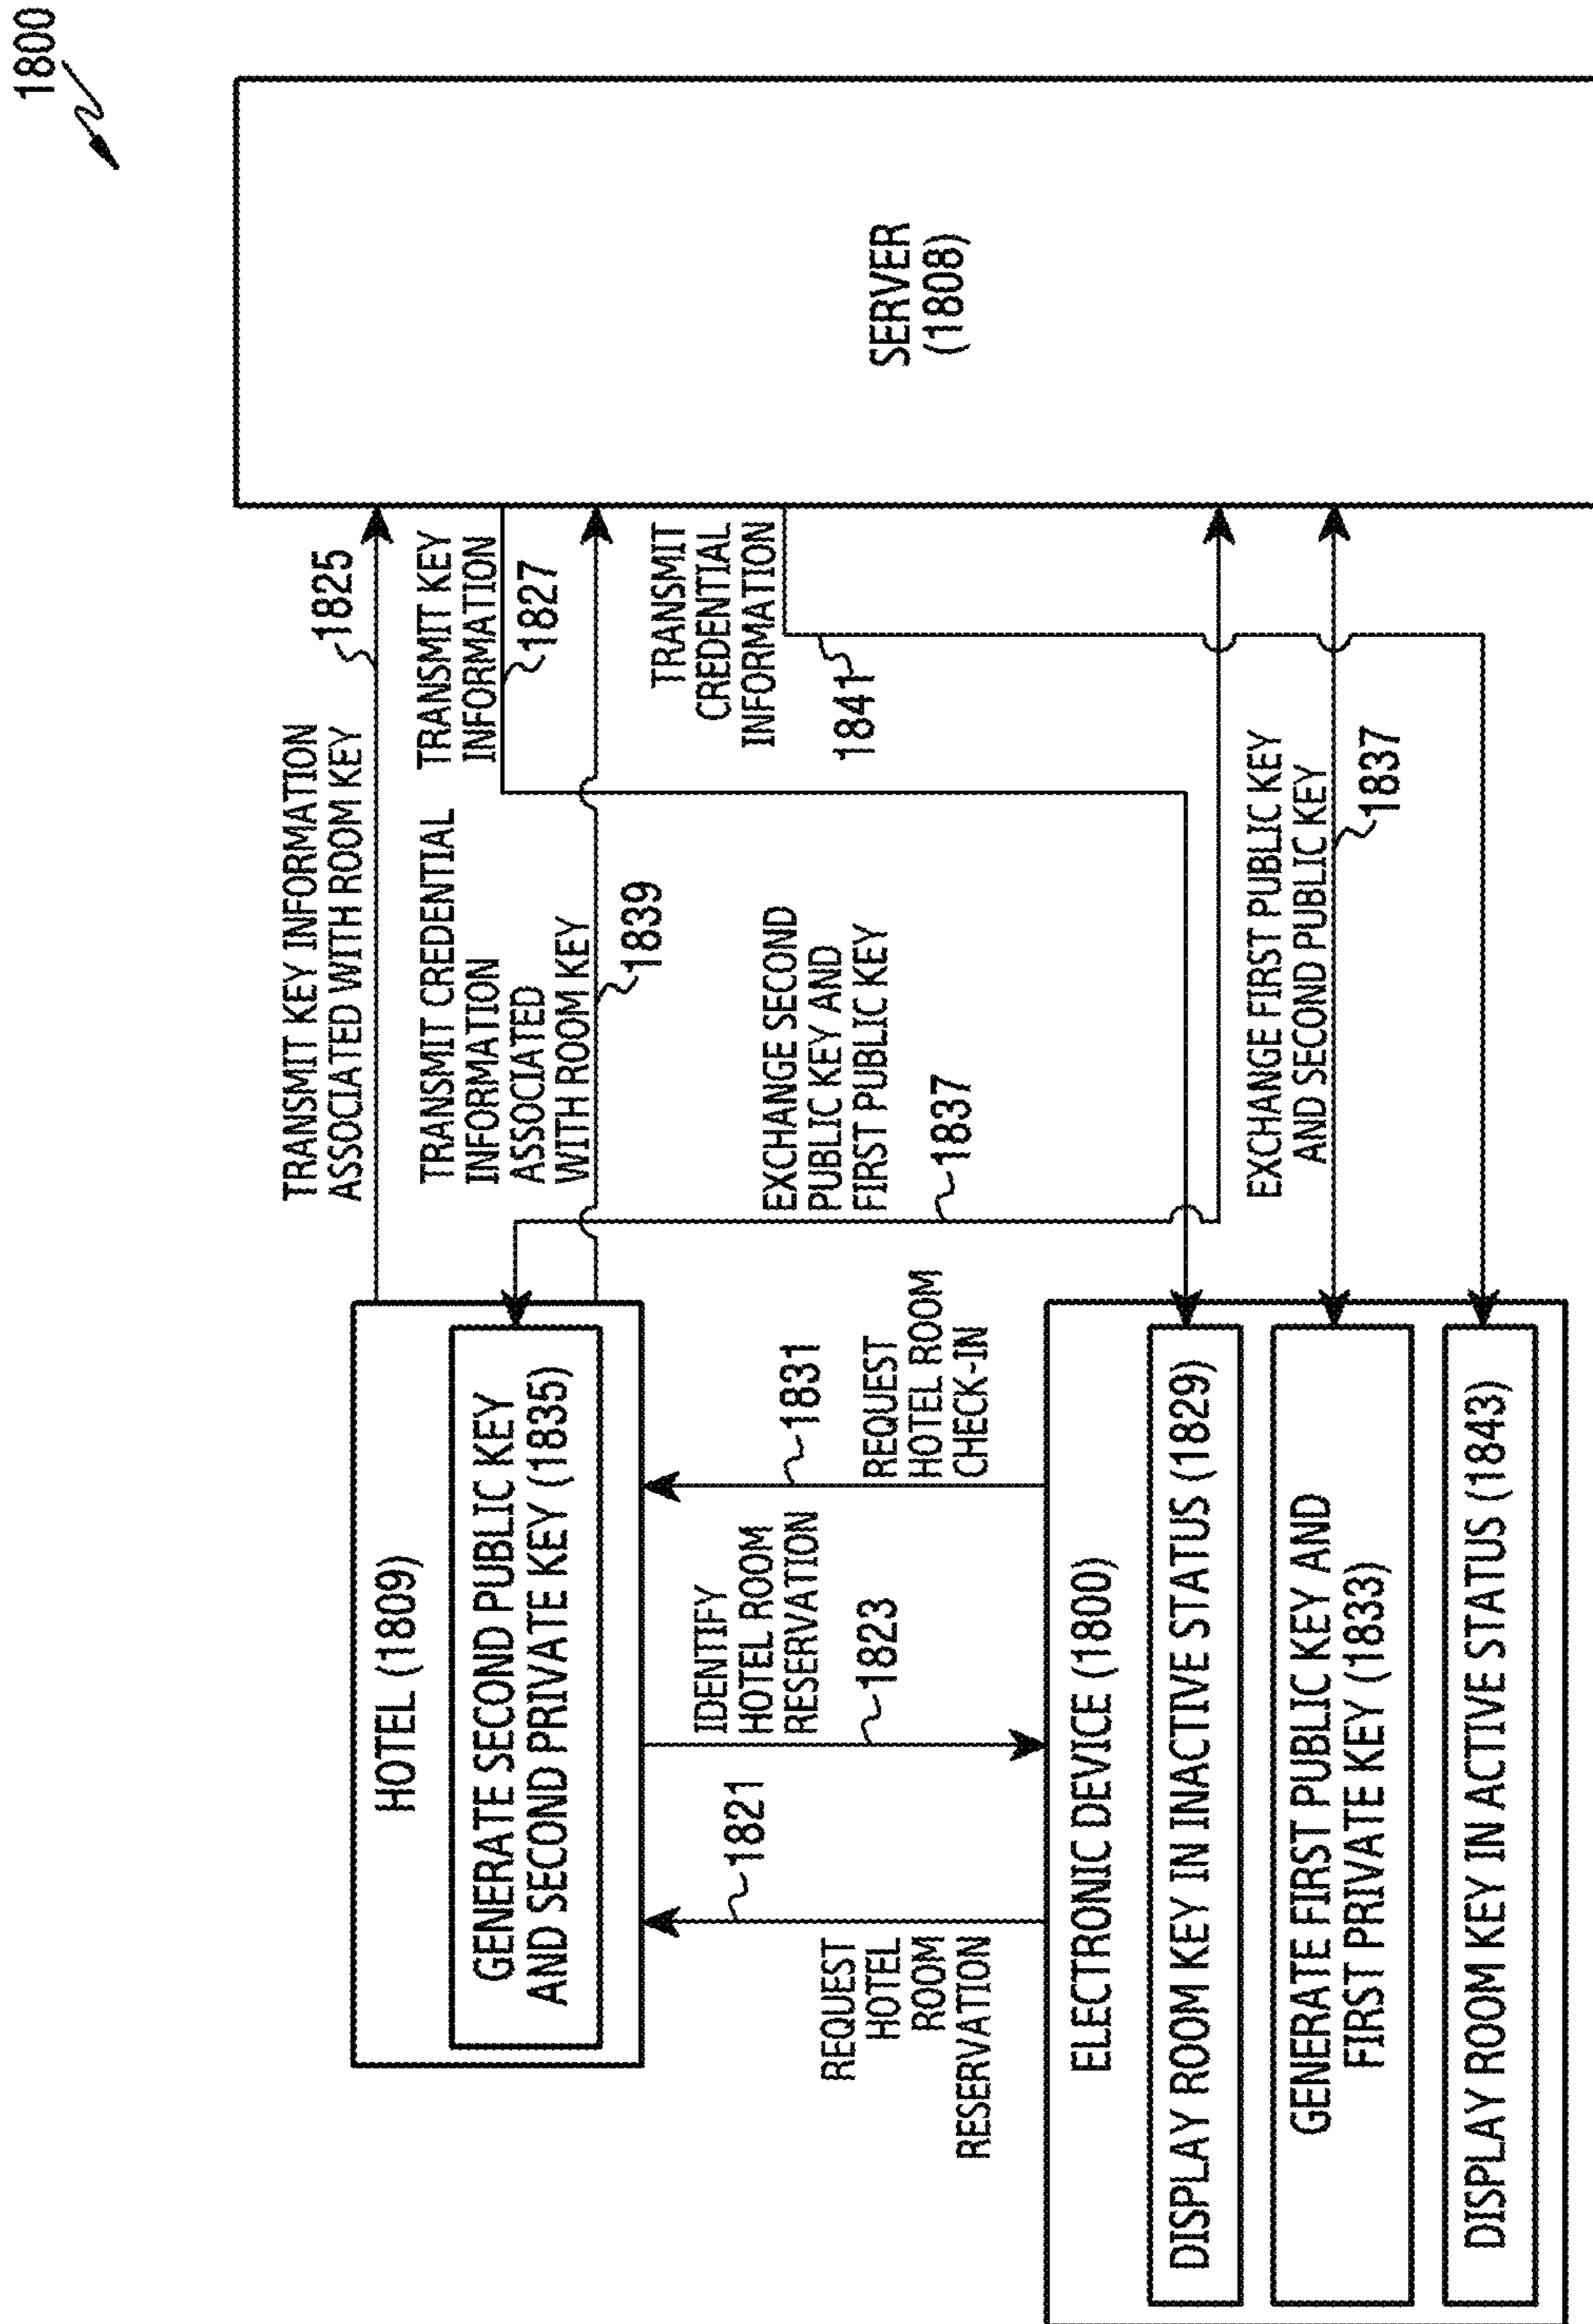 1800
HOTEL (1809)
GENERATE SECOND PUBLIC KEY
AND SECOND PRIVATE KEY (1835)
TRANSMIT KEY INFORMATION
ASSOCIATED WITH ROOM KEY
1825
TRANSMIT KEY
INFORMATION
1827
TRANSMIT CREDENTIAL
INFORMATION
ASSOCIATED
WITH ROOM KEY
1839
TRANSMIT
CREDENTIAL
INFORMATION
1841
SERVER
(1808)
REQUEST
HOTEL
ROOM
RESERVATION
1821
IDENTIFY
HOTEL ROOM
RESERVATION
1823
1831
REQUEST
HOTEL ROOM
CHECK-IN
EXCHANGE SECOND
PUBLIC KEY AND
FIRST PUBLIC KEY
1837
ELECTRONIC DEVICE (1800)
DISPLAY ROOM KEY IN INACTIVE STATUS (1829)
GENERATE FIRST PUBLIC KEY AND
FIRST PRIVATE KEY (1833)
DISPLAY ROOM KEY IN ACTIVE STATUS (1843)
EXCHANGE FIRST PUBLIC KEY
AND SECOND PUBLIC KEY
1837